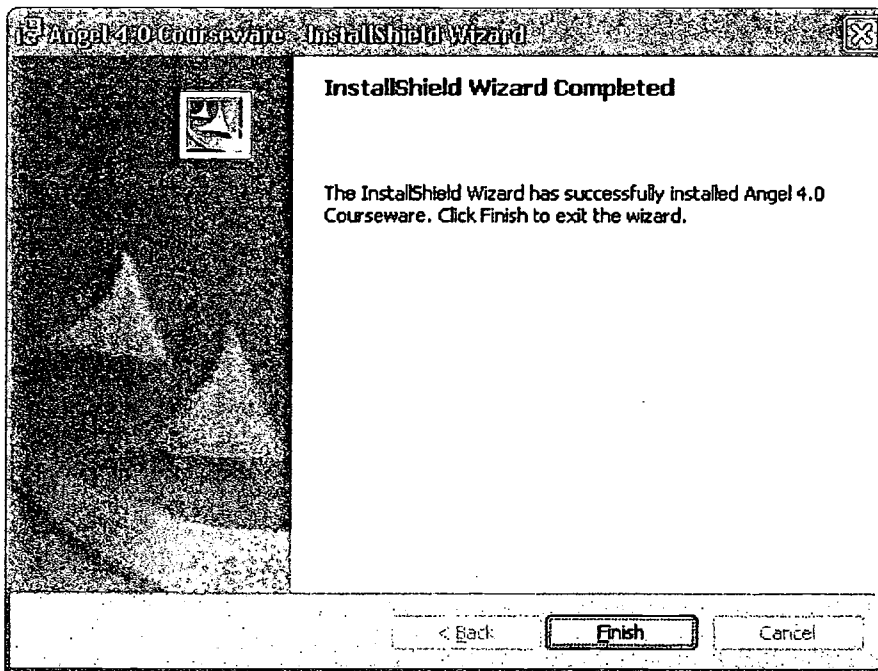 Angel 4.0 Courseware - InstallShield Wizard
InstallShield Wizard Completed
The InstallShield Wizard has successfully installed Angel 4.0
Courseware. Click Finish to exit the wizard.
< Back
Finish
Cancel